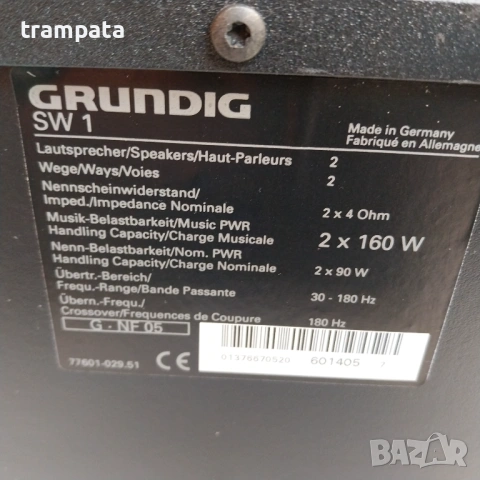 trampata
GRUNDIG
SW 1
Made in Germany
Fabriqué en Allemagne
Lautsprecher/Speakers/Haut-Parleurs 2
Wege/Ways/Voies 2
Nennscheinwiderstand/
Imped./Impedance Nominale 2 x 4 Ohm
Musik-Belastbarkeit/Music PWR
Handling Capacity/Charge Musicale 2 x 160 W
Nenn-Belastbarkeit/Nom. PWR
Handling Capacity/Charge Nominale 2 x 90 W
Übertr.-Bereich/
Frequ.-Range/Bande Passante 30 - 180 Hz
Übern.-Frequ./
Crossover/Frequences de Coupure 180 Hz
G - NF 05
77601-029.51 CE
01376670520 601405 7
BAZAR